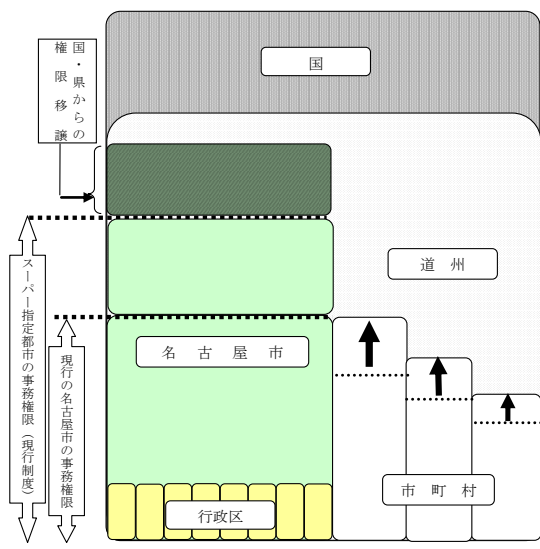 国
国・県からの
権限移譲
道 州
スーパー指定都市の事務権限（現行制度）
現行の名古屋市の事務権限
名 古 屋 市
市 町 村
行政区